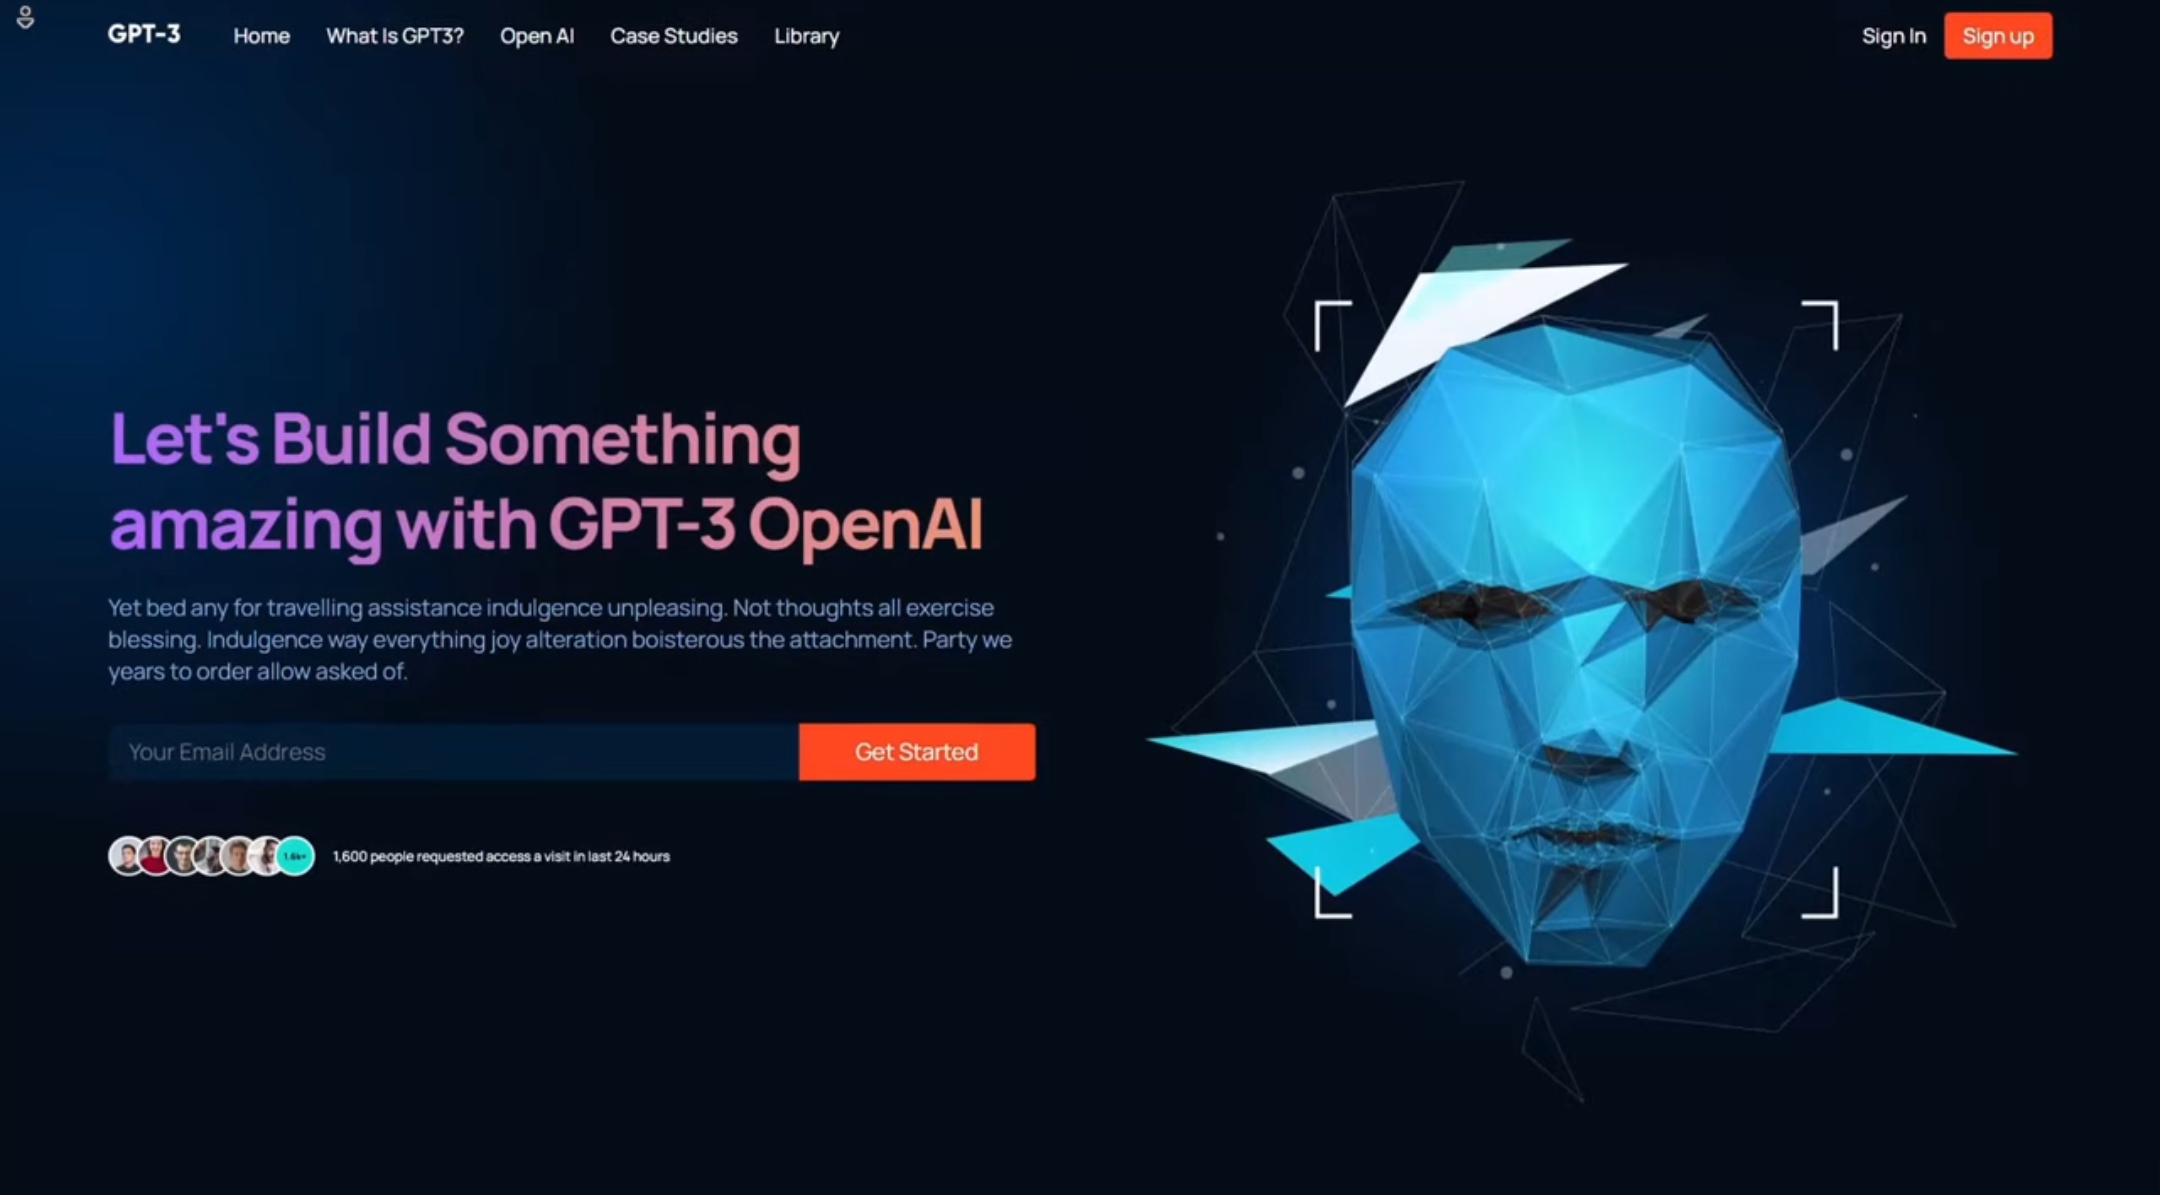 GPT-3
Home
What Is GPT3?
Open AI
Case Studies
Library
Sign In
Sign up
Let's Build Something
amazing with GPT-3 OpenAI
Yet bed any for travelling assistance indulgence unpleasing. Not thoughts all exercise
blessing. Indulgence way everything joy alteration boisterous the attachment. Party we
years to order allow asked of.
Your Email Address
Get Started
1.6k+
1,600 people requested access a visit in last 24 hours